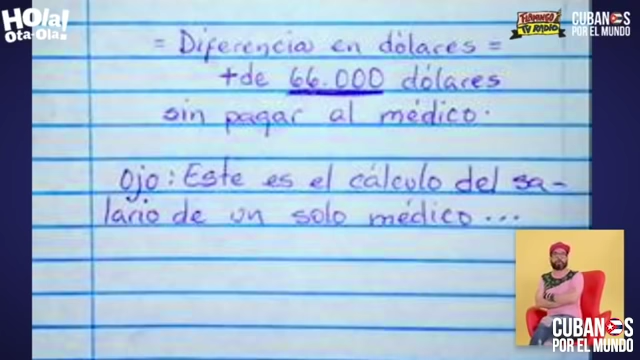 HOla!
Ota-Ola!
FLAMINGO
TV RADIO
CUBANOS
POR EL MUNDO
= Diferencia en dólares =
+ de 66.000 dólares
sin pagar al médico.
Ojo: Este es el cálculo del sa-
lario de un solo médico...
CUBANOS
POR EL MUNDO